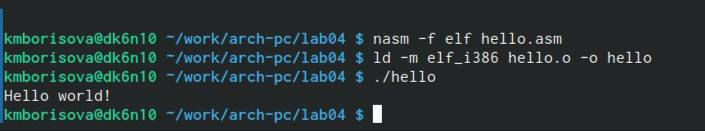 kmborisova@dk6n10 ~/work/arch-pc/lab04 $ nasm -f elf hello.asm
kmborisova@dk6n10 ~/work/arch-pc/lab04 $ ld -m elf_i386 hello.o -o hello
kmborisova@dk6n10 ~/work/arch-pc/lab04 $ ./hello
Hello world!
kmborisova@dk6n10 ~/work/arch-pc/lab04 $